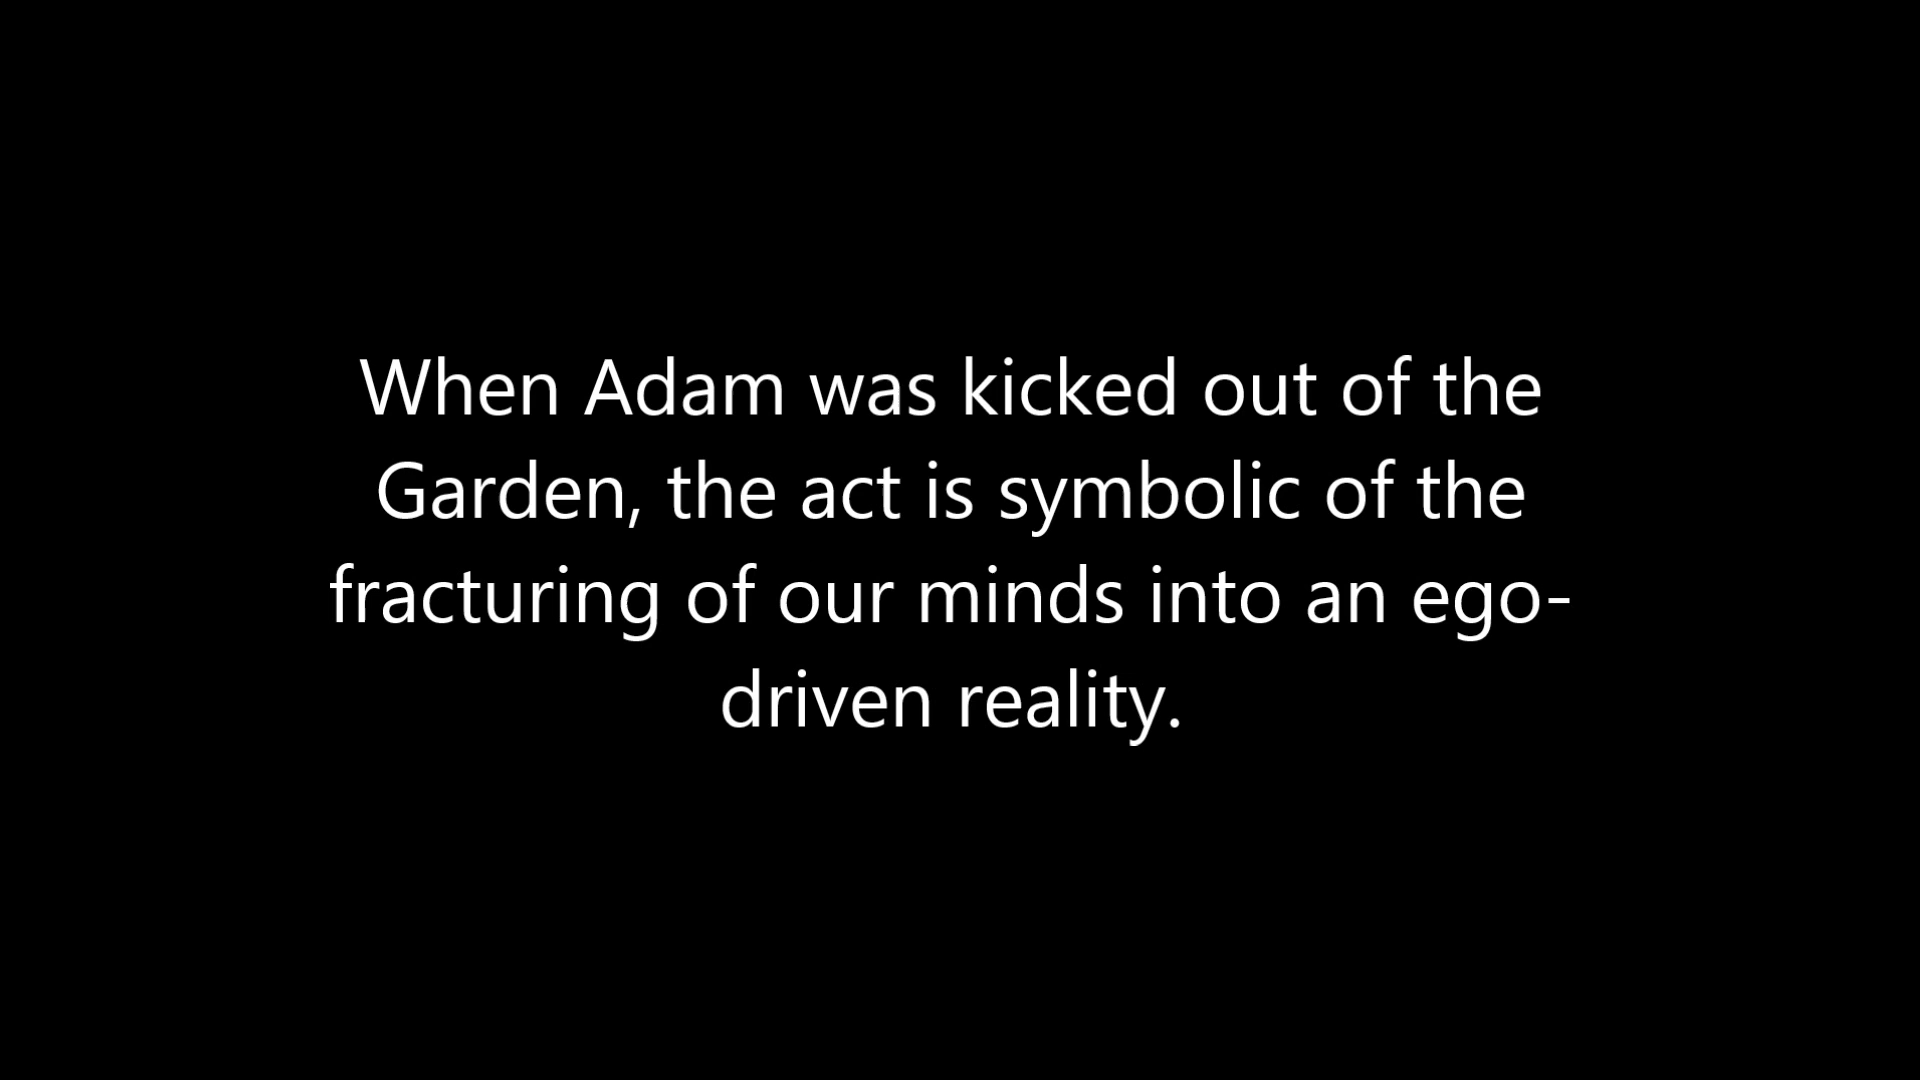 When Adam was kicked out of the
Garden, the act is symbolic of the
fracturing of our minds into an ego-
driven reality.